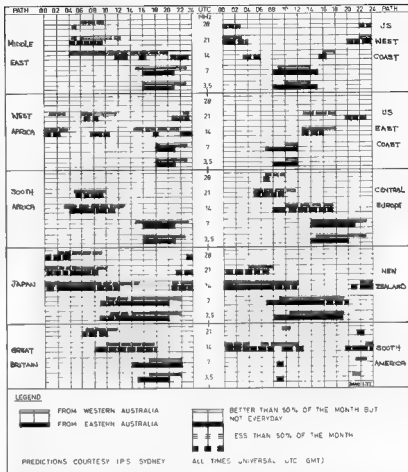 PATH 00 02 04 06 08 10 12 14 16 18 20 22 24 UTC 00 02 04 06 08 10 12 14 16 18 20 22 24 PATH
MHz
28 US
MIDDLE 21 WEST
EAST 14 COAST
7
3,5
28
WEST 21 US
AFRICA 14 EAST
7 COAST
3,5
28
SOUTH 21 CENTRAL
AFRICA 14 EUROPE
7
3,5
28
21 NEW
JAPAN 14 ZEALAND
7
3,5
21
GREAT 14 SOUTH
BRITAIN 7 AMERICA
3,5
LEGEND
FROM WESTERN AUSTRALIA
FROM EASTERN AUSTRALIA
BETTER THAN 50% OF THE MONTH BUT
NOT EVERYDAY
LESS THAN 50% OF THE MONTH
PREDICTIONS COURTESY IPS SYDNEY ALL TIMES UNIVERSAL UTC GMT)